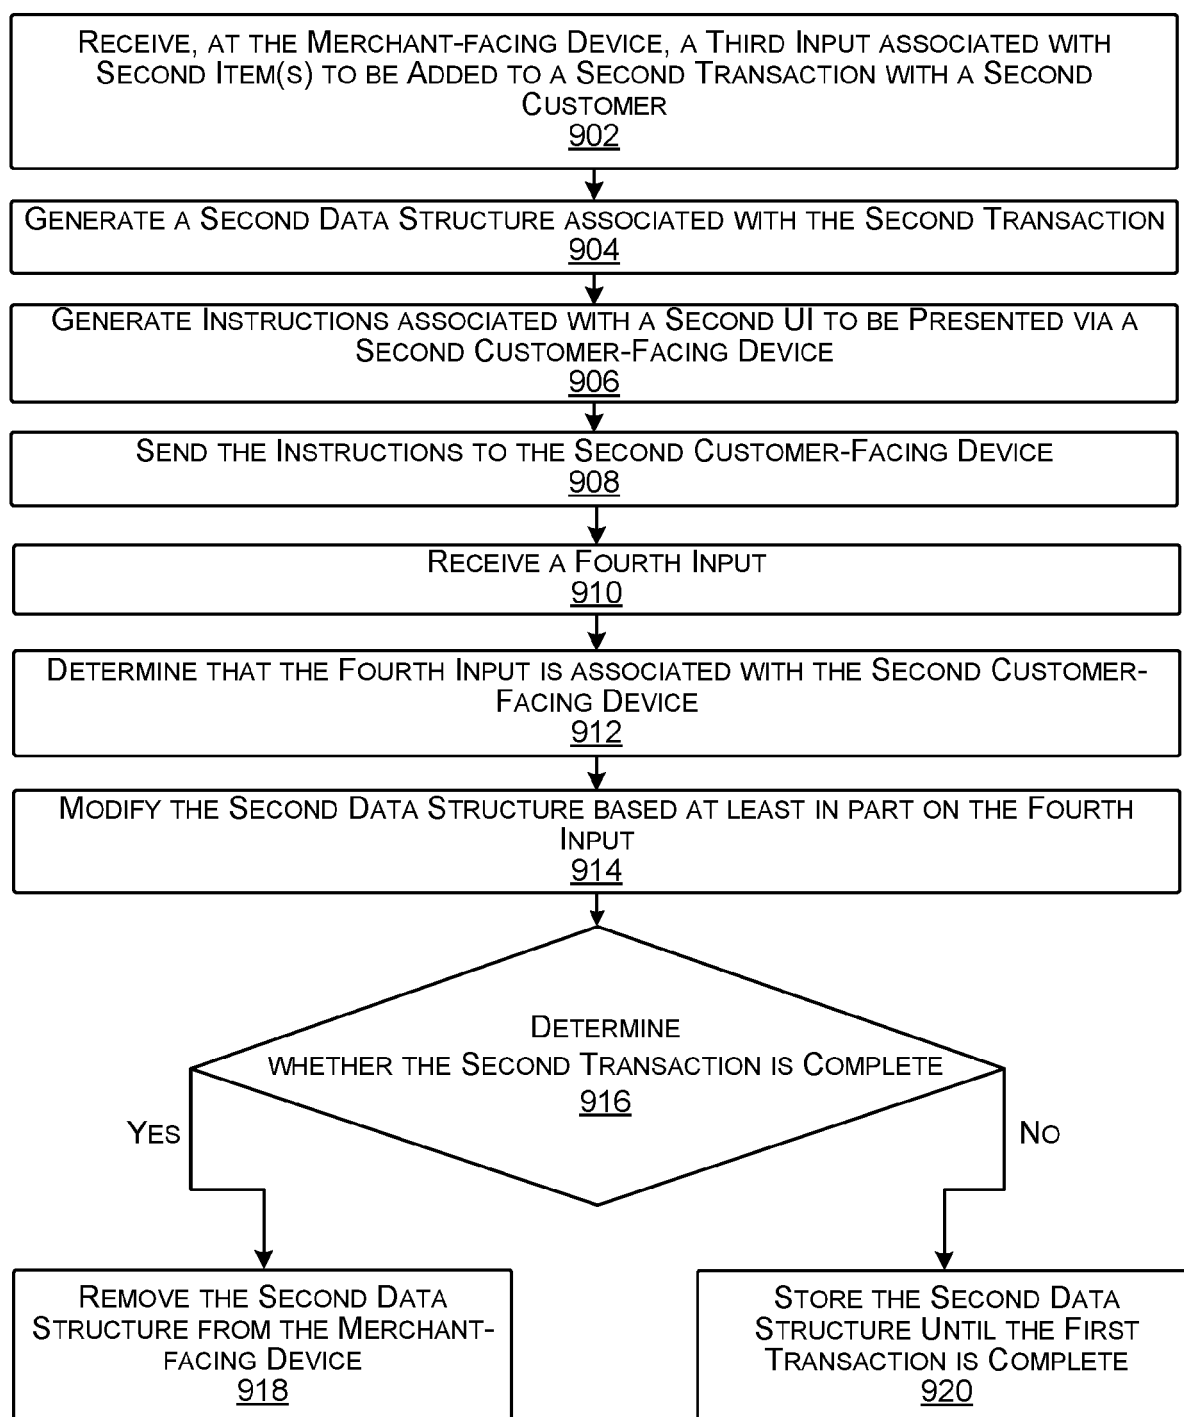 RECEIVE, AT THE MERCHANT-FACING DEVICE, A THIRD INPUT ASSOCIATED WITH
SECOND ITEM(S) TO BE ADDED TO A SECOND TRANSACTION WITH A SECOND
CUSTOMER
902
GENERATE A SECOND DATA STRUCTURE ASSOCIATED WITH THE SECOND TRANSACTION
904
GENERATE INSTRUCTIONS ASSOCIATED WITH A SECOND UI TO BE PRESENTED VIA A
SECOND CUSTOMER-FACING DEVICE
906
SEND THE INSTRUCTIONS TO THE SECOND CUSTOMER-FACING DEVICE
908
RECEIVE A FOURTH INPUT
910
DETERMINE THAT THE FOURTH INPUT IS ASSOCIATED WITH THE SECOND CUSTOMER-
FACING DEVICE
912
MODIFY THE SECOND DATA STRUCTURE BASED AT LEAST IN PART ON THE FOURTH
INPUT
914
DETERMINE
WHETHER THE SECOND TRANSACTION IS COMPLETE
916
YES
NO
REMOVE THE SECOND DATA
STRUCTURE FROM THE MERCHANT-
FACING DEVICE
918
STORE THE SECOND DATA
STRUCTURE UNTIL THE FIRST
TRANSACTION IS COMPLETE
920